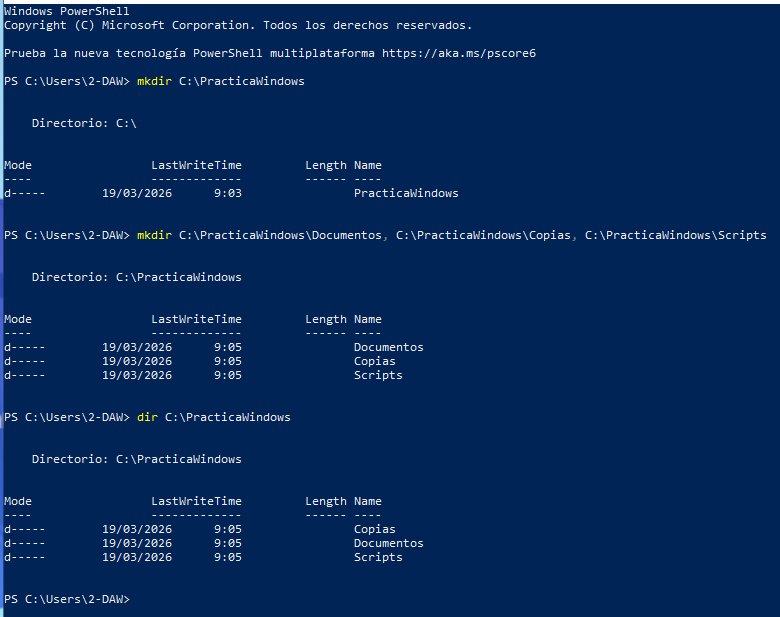 Windows PowerShell
Copyright (C) Microsoft Corporation. Todos los derechos reservados.
Prueba la nueva tecnología PowerShell multiplataforma https://aka.ms/pscore6
PS C:\Users\2-DAW> mkdir C:\PracticaWindows
Directorio: C:\
Mode                 LastWriteTime         Length Name
----                 -------------         ------ ----
d-----        19/03/2026      9:03                PracticaWindows
PS C:\Users\2-DAW> mkdir C:\PracticaWindows\Documentos, C:\PracticaWindows\Copias, C:\PracticaWindows\Scripts
Directorio: C:\PracticaWindows
Mode                 LastWriteTime         Length Name
----                 -------------         ------ ----
d-----        19/03/2026      9:05                Documentos
d-----        19/03/2026      9:05                Copias
d-----        19/03/2026      9:05                Scripts
PS C:\Users\2-DAW> dir C:\PracticaWindows
Directorio: C:\PracticaWindows
Mode                 LastWriteTime         Length Name
----                 -------------         ------ ----
d-----        19/03/2026      9:05                Copias
d-----        19/03/2026      9:05                Documentos
d-----        19/03/2026      9:05                Scripts
PS C:\Users\2-DAW>